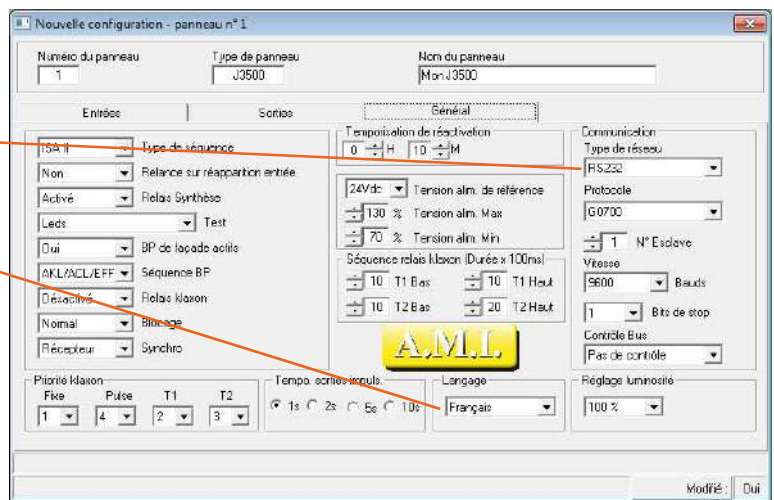 Nouvelle configuration - panneau n° 1
Numéro du panneau
Type de panneau
Nom du panneau
1
J3500
Mon J3500
Entrées
Sorties
Général
ISA II
Type de séquence
Non
Relance sur réapparition entrée
Activé
Relais Synthèse
Leds
Test
Oui
BP de façade actifs
AKL/ACL/EFF
Séquence BP
Désactivé
Relais klaxon
Normal
Blocage
Récepteur
Synchro
Temporisation de réactivation
0 H 10 M
24Vdc
Tension alim. de référence
130 % Tension alim. Max
70 % Tension alim. Min
Séquence relais klaxon (Durée x 100ms)
10 T1 Bas 10 T1 Haut
10 T2 Bas 20 T2 Haut
A.M.I.
Communication
Type de réseau
RS232
Protocole
G0700
1 N° Esclave
Vitesse
9600 Bauds
1 Bits de stop
Contrôle Bus
Pas de contrôle
Priorité klaxon
Fixe Pulse T1 T2
1 4 2 3
Tempo. sorties impuls.
1s 2s 5s 10s
Langage
Français
Réglage luminosité
100 %
Modifié : Oui